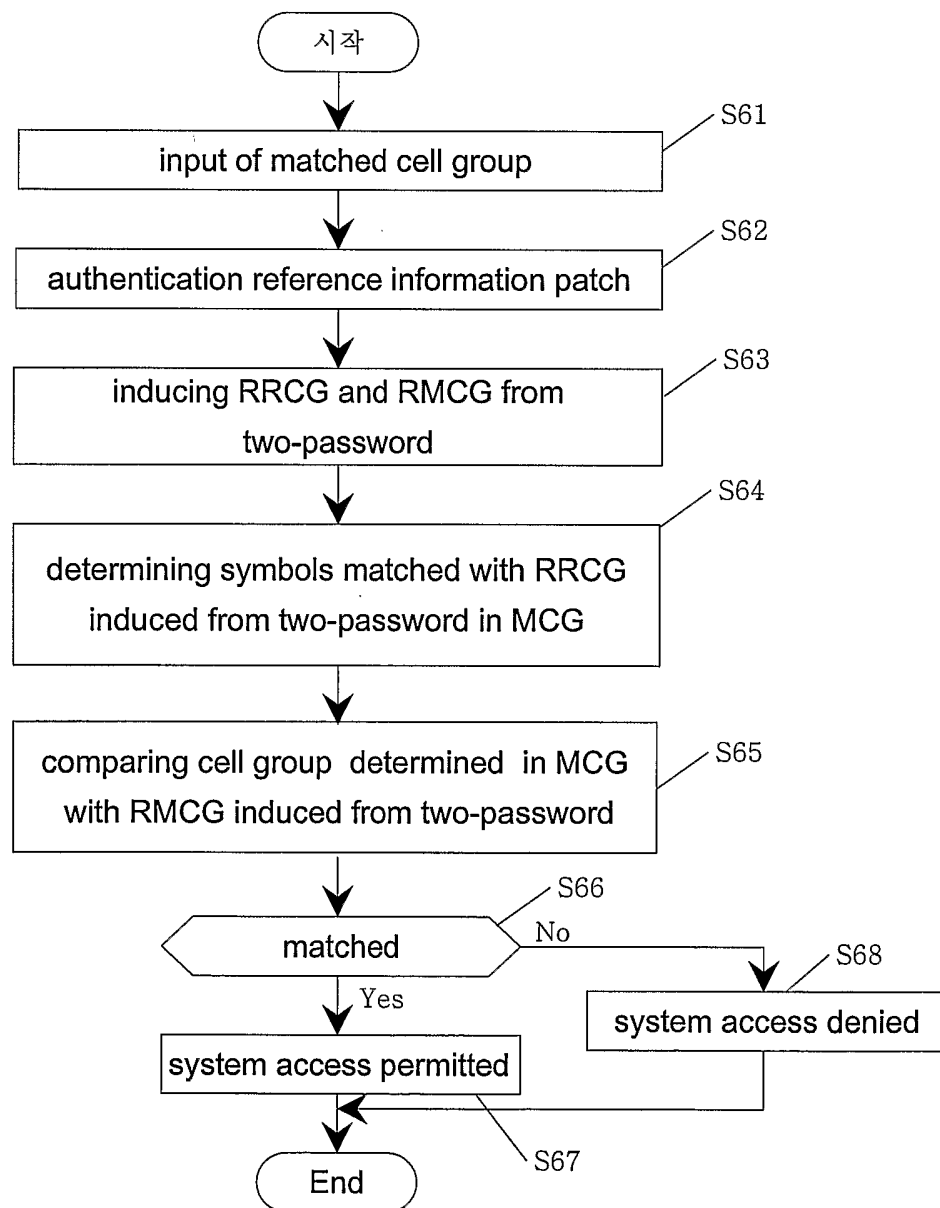 시작
S61
input of matched cell group
S62
authentication reference information patch
S63
inducing RRCG and RMCG from
two-password
S64
determining symbols matched with RRCG
induced from two-password in MCG
S65
comparing cell group determined in MCG
with RMCG induced from two-password
S66
matched
No
Yes
S68
system access denied
system access permitted
S67
End